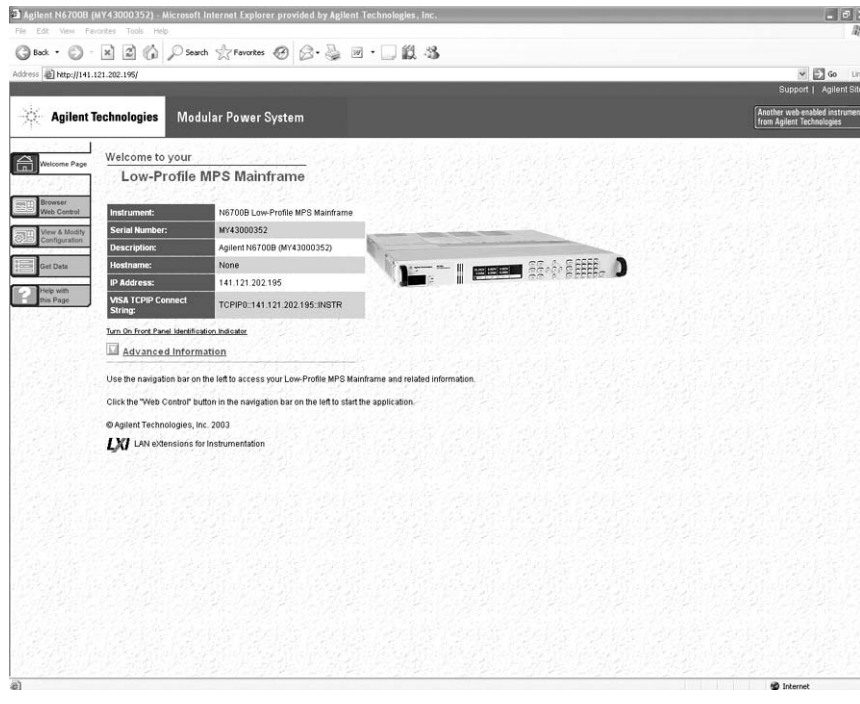 Agilent N6700B (MY43000352) - Microsoft Internet Explorer provided by Agilent Technologies, Inc.
File Edit View Favorites Tools Help
Back Search Favorites
Address http://141.121.202.195/ Go
Support | Agilent Sit
Agilent Technologies Modular Power System
Another web-enabled instrumen
from Agilent Technologies
Welcome Page
Browser
Web Control
View & Modify
Configuration
Get Data
Help with
this Page
Welcome to your
Low-Profile MPS Mainframe
Instrument: N6700B Low-Profile MPS Mainframe
Serial Number: MY43000352
Description: Agilent N6700B (MY43000352)
Hostname: None
IP Address: 141.121.202.195
VISA TCPIP Connect
String: TCPIP0::141.121.202.195::INSTR
Turn On Front Panel Identification Indicator
Advanced Information
Use the navigation bar on the left to access your Low-Profile MPS Mainframe and related information.
Click the "Web Control" button in the navigation bar on the left to start the application.
© Agilent Technologies, Inc. 2003
LXI LAN eXtensions for Instrumentation
Internet